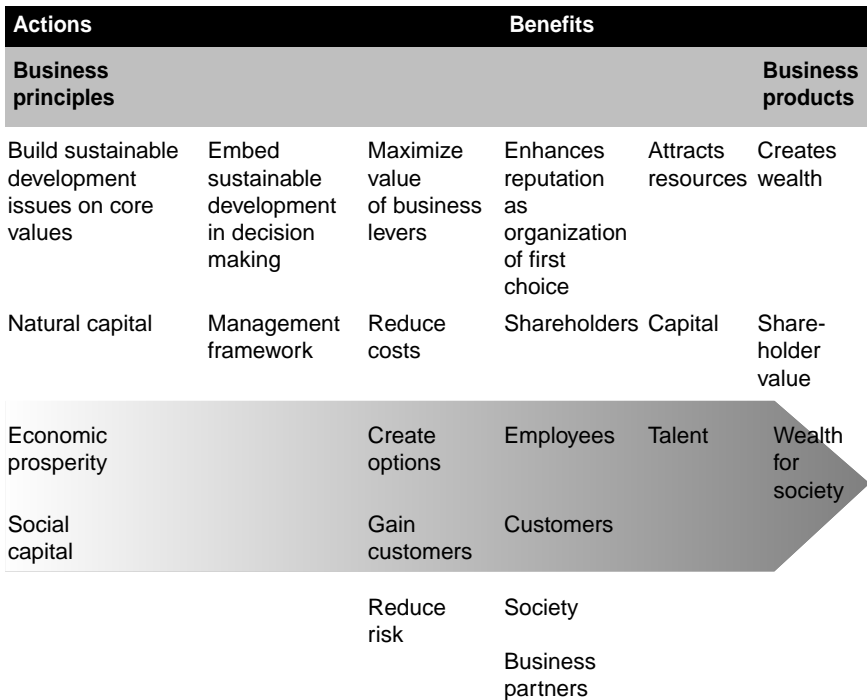 Actions Benefits
Business Business
principles products
Build sustainable Embed Maximize Enhances Attracts Creates
development sustainable value reputation resources wealth
issues on core development of business as
values in decision levers organization
making of first
choice
Natural capital Management Reduce Shareholders Capital Share-
framework costs holder
value
Economic Create Employees Talent Wealth
prosperity options for
society
Social Gain Customers
capital customers
Reduce Society
risk
Business
partners